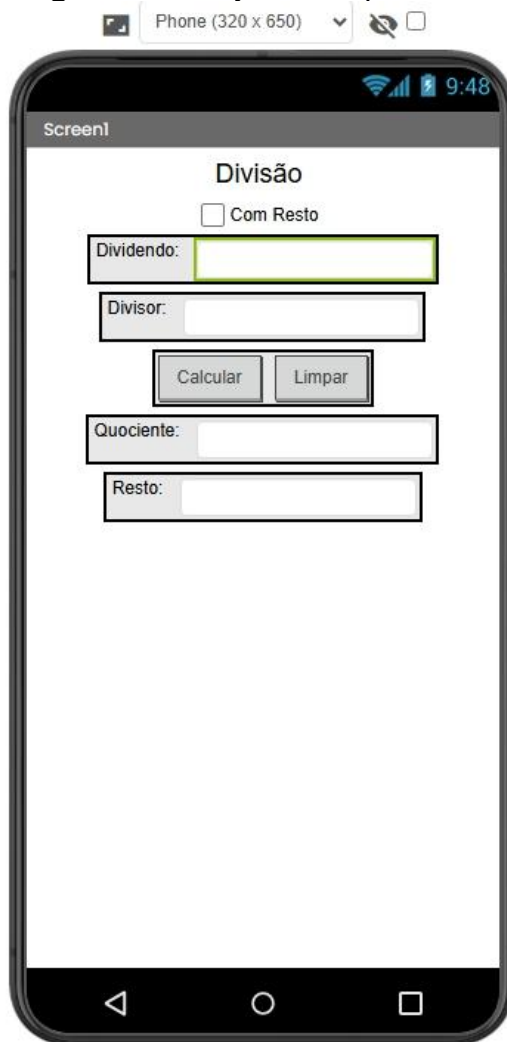 Phone (320 x 650)
9:48
Screen1
Divisão
Com Resto
Dividendo:
Divisor:
Calcular Limpar
Quociente:
Resto: